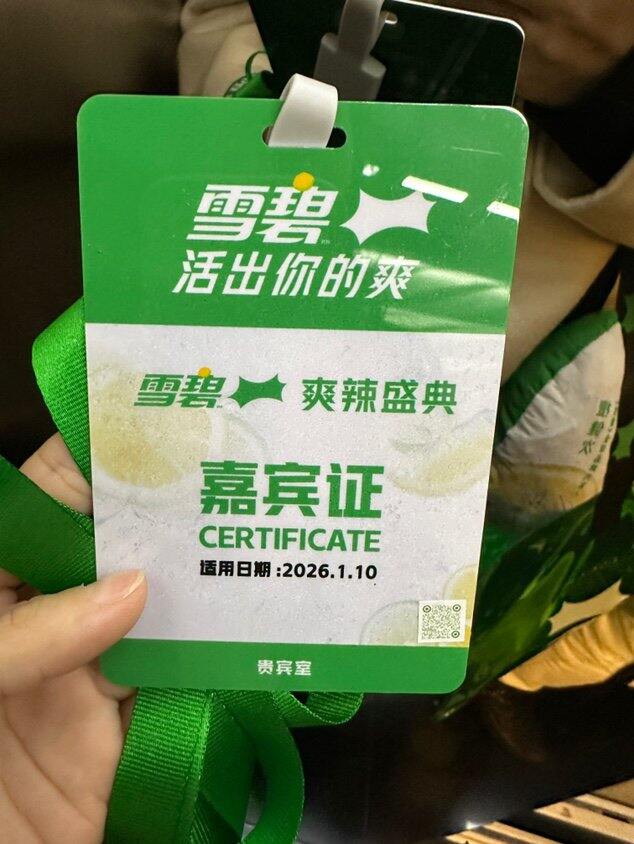 雪碧
活出你的爽
雪碧 爽辣盛典
嘉宾证
CERTIFICATE
适用日期:2026.1.10
贵宾室